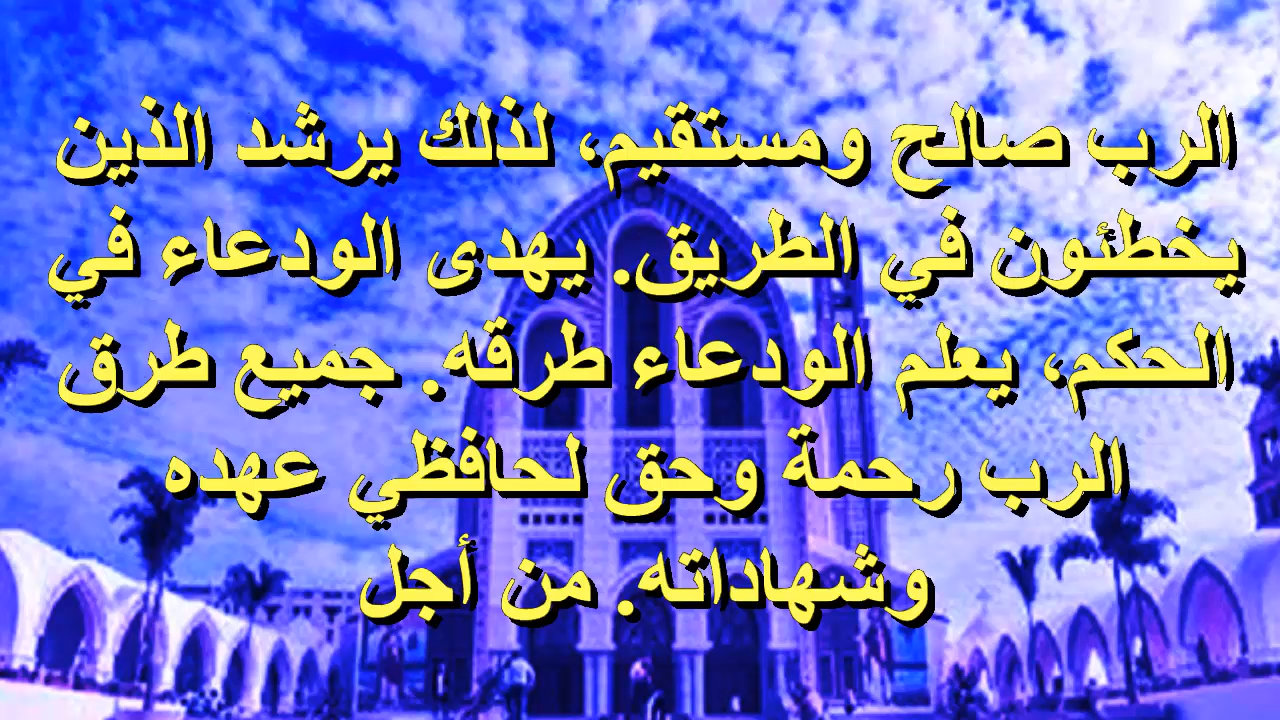 الرب صالح ومستقيم، لذلك يرشد الذين
يخطئون في الطريق. يهدى الودعاء في
الحكم، يعلم الودعاء طرقه. جميع طرق
الرب رحمة وحق لحافظي عهده
وشهاداته. من أجل